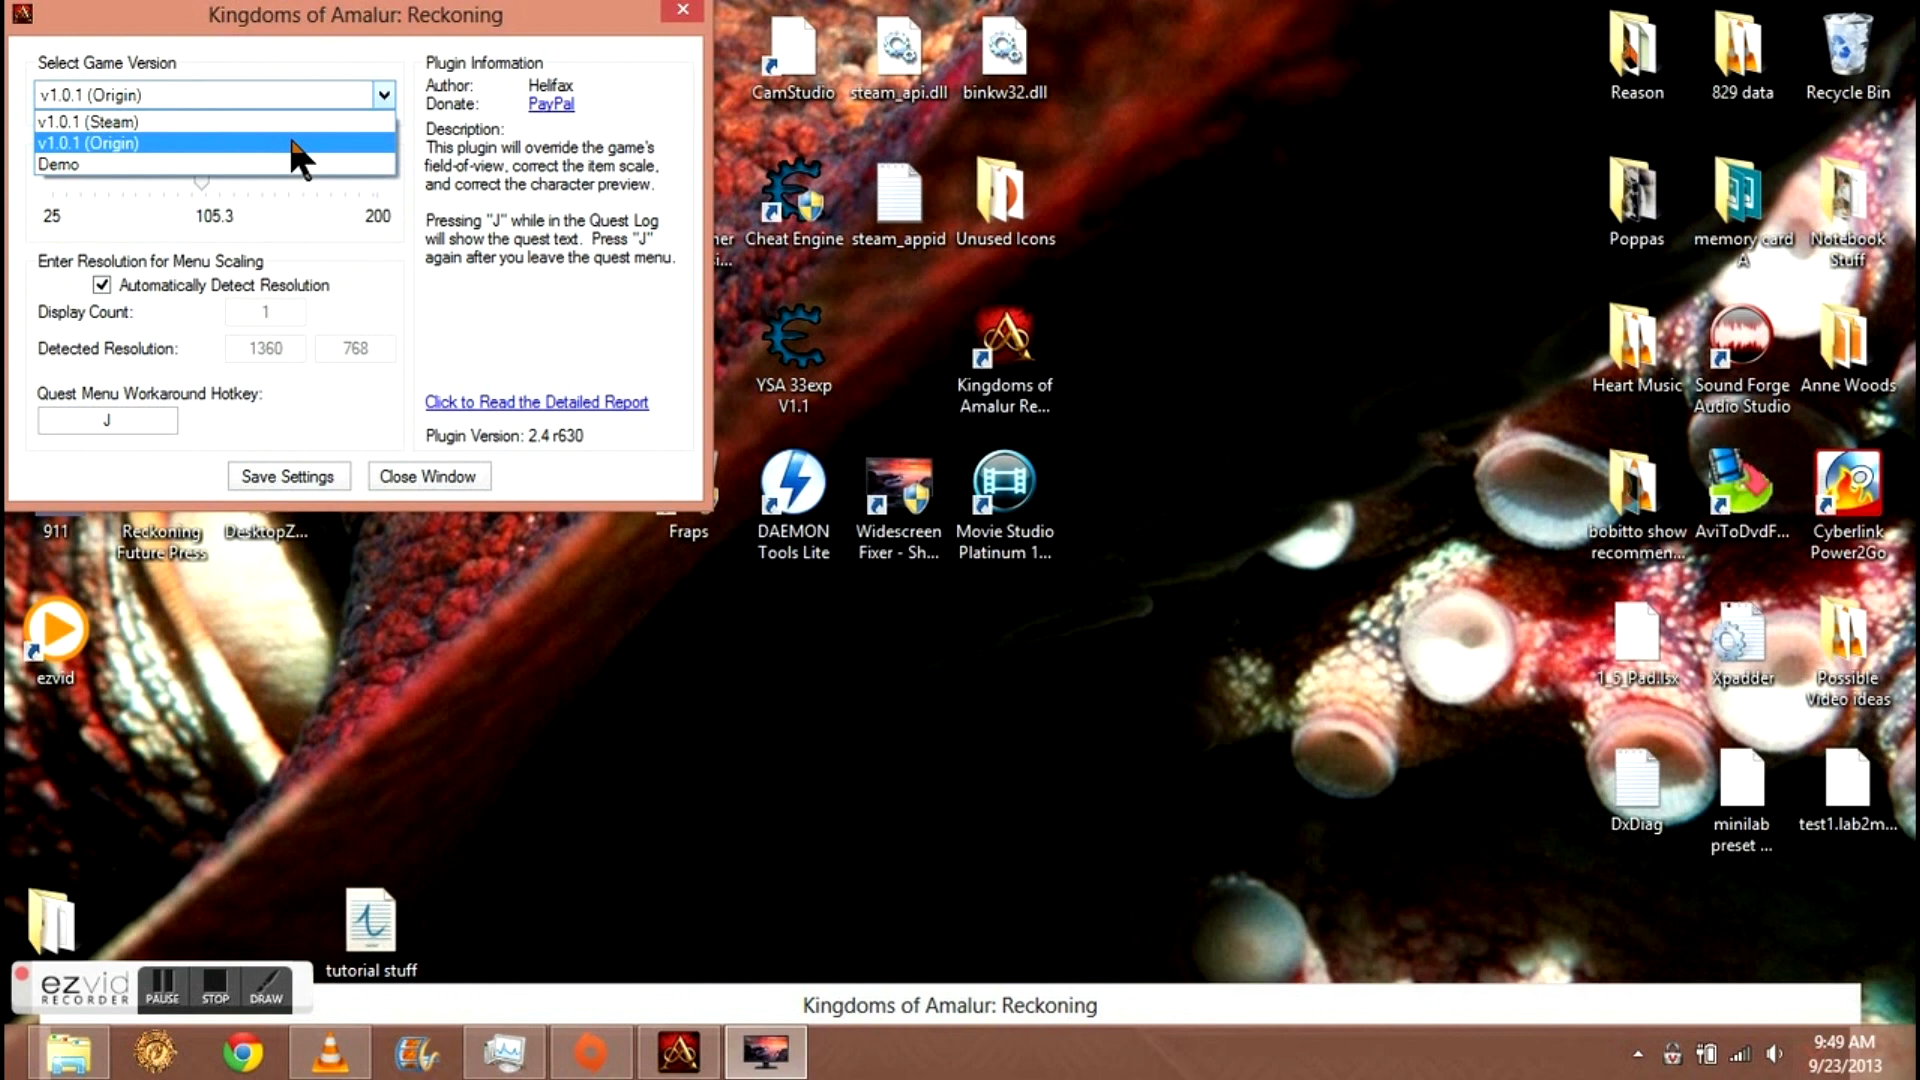 Kingdoms of Amalur: Reckoning
Select Game Version
v1.0.1 (Origin)
v1.0.1 (Steam)
v1.0.1 (Origin)
Demo
25
105.3
200
Enter Resolution for Menu Scaling
Automatically Detect Resolution
Display Count:
1
Detected Resolution:
1360
768
Quest Menu Workaround Hotkey:
J
Save Settings
Close Window
Plugin Information
Author: Helifax
Donate: PayPal
Description:
This plugin will override the game's
field-of-view, correct the item scale,
and correct the character preview.
Pressing "J" while in the Quest Log
will show the quest text. Press "J"
again after you leave the quest menu.
Click to Read the Detailed Report
Plugin Version: 2.4 r630
CamStudio
steam_api.dll
binkw32.dll
Cheat Engine
steam_appid
Unused Icons
YSA 33exp
V1.1
Kingdoms of
Amalur Re...
911
Reckoning
Future Press
DesktopZ...
Fraps
DAEMON
Tools Lite
Widescreen
Fixer - Sh...
Movie Studio
Platinum 1...
ezvid
tutorial stuff
Reason
829 data
Recycle Bin
Poppas
memory card
A
Notebook
Stuff
Heart Music
Sound Forge
Audio Studio
Anne Woods
bobitto show
recommen...
AviToDvdF...
Cyberlink
Power2Go
1_5_Pad.lsx
Xpadder
Possible
Video ideas
DxDiag
minilab
preset ...
test1.lab2m...
ezvid
RECORDER
PAUSE
STOP
DRAW
Kingdoms of Amalur: Reckoning
9:49 AM
9/23/2013